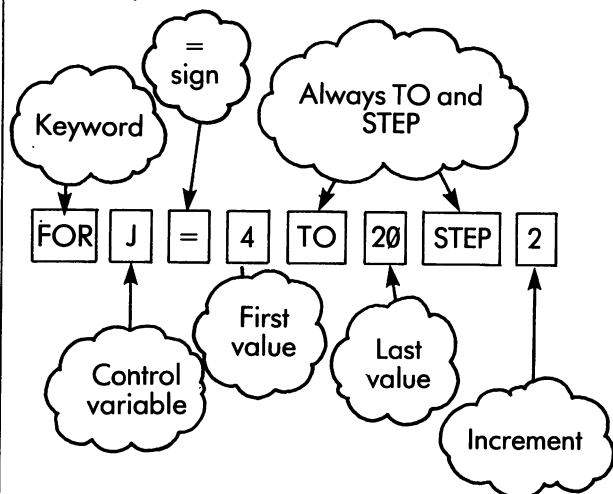 =
sign
Keyword
Always TO and
STEP
FOR J = 4 TO 20 STEP 2
First
value
Control
variable
Last
value
Increment